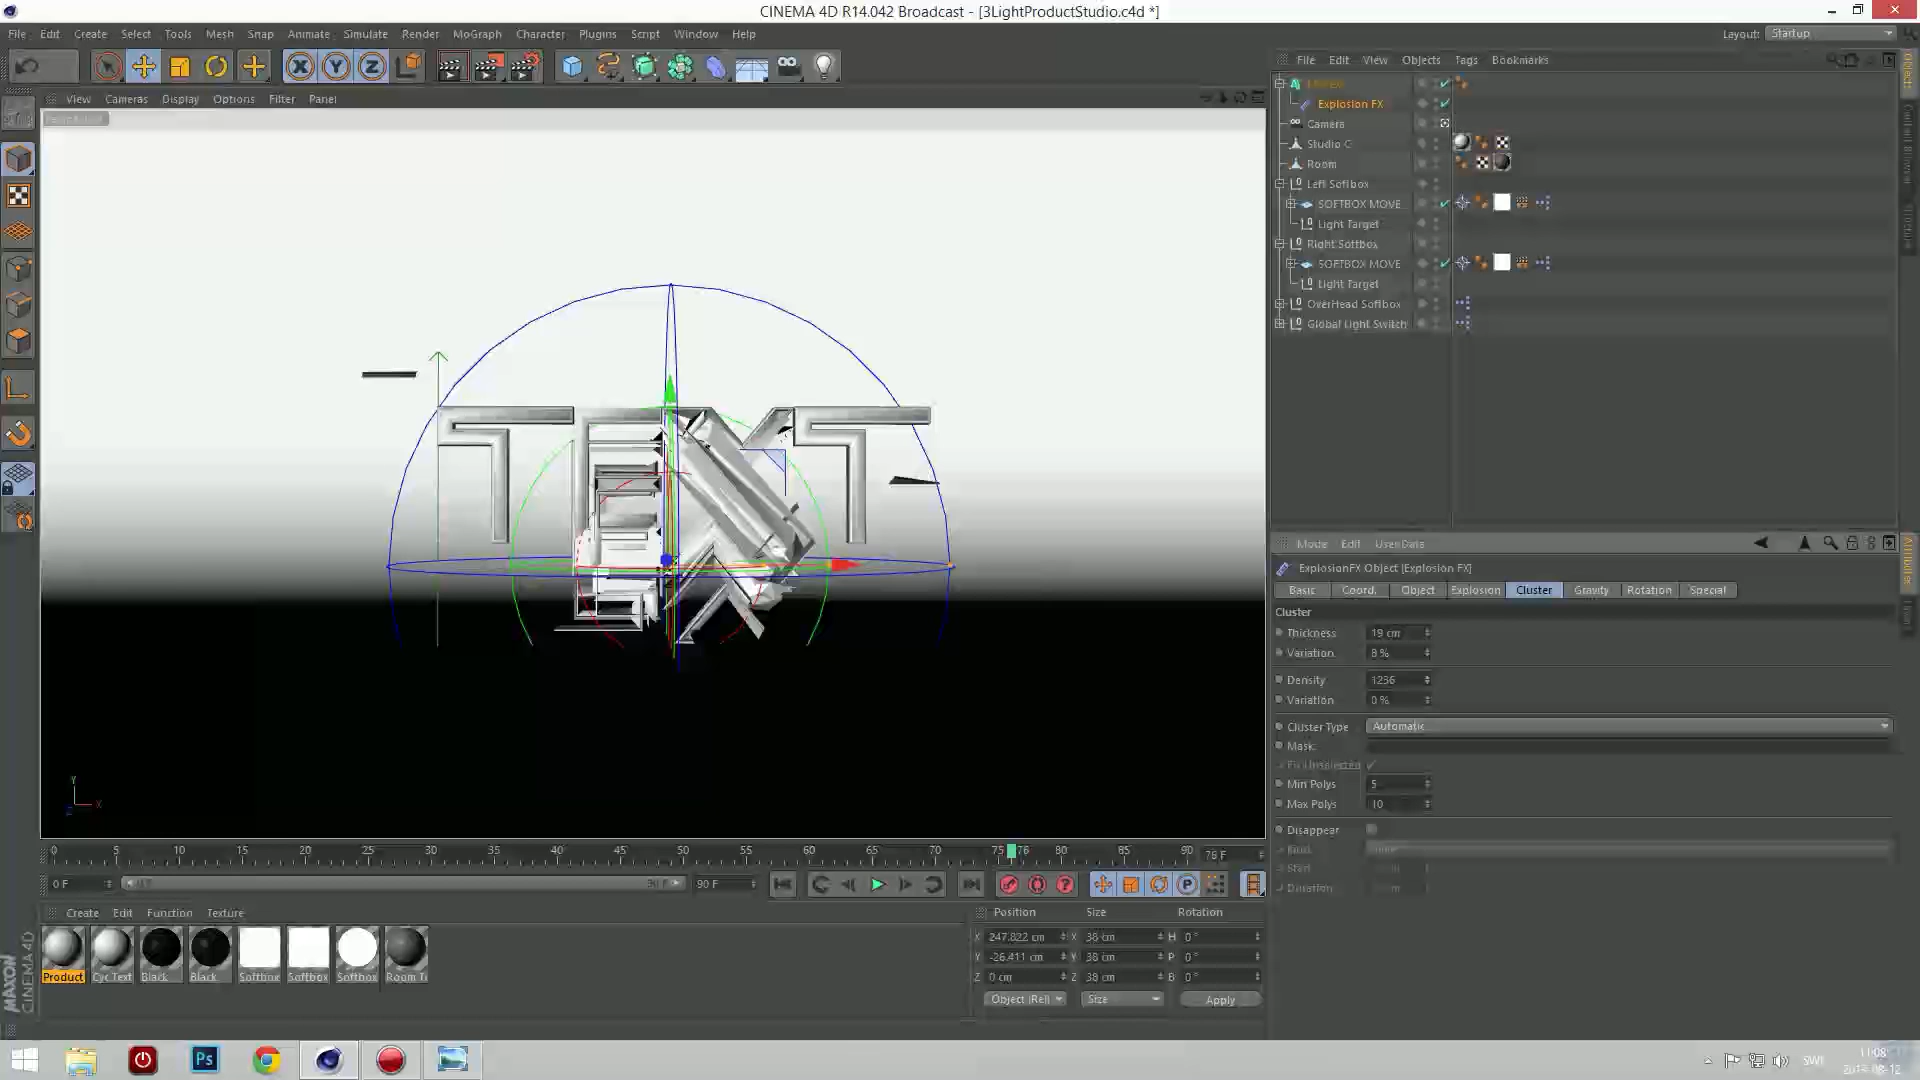 CINEMA 4D R14.042 Broadcast - [3LightProductStudio.c4d *]
File Edit Create Select Tools Mesh Snap Animate Simulate Render MoGraph Character Plugins Script Window Help
Layout: Startup
File Edit View Objects Tags Bookmarks
View Cameras Display Options Filter Panel
Explosion FX
Camera
Studio C
Room
Left Softbox
SOFTBOX MOVE
Light Target
Right Softbox
SOFTBOX MOVE
Light Target
OverHead Softbox
Global Light Switch
TEXT
Y
Z X
Mode Edit UserData
ExplosionFX Object [Explosion FX]
Basic Coord. Object Explosion Cluster Gravity Rotation Special
Cluster
Thickness 19 cm
Variation. 8 %
Density 1236
Variation 0 %
Cluster Type Automatic
Mask
Fix Unselected
Min Polys 5
Max Polys 10
Disappear
Start
Duration
0 5 10 15 20 25 30 35 40 45 50 55 60 65 70 75 76 80 85 90 76 F
0 F 90 F 90 F
Create Edit Function Texture
Product Cyc Text Black Black Softbox Softbox Softbox Room T
MAXON
CINEMA 4D
Position Size Rotation
X 247.822 cm X 38 cm H 0 °
Y -26.411 cm Y 38 cm P 0 °
Z 0 cm Z 38 cm B 0 °
Object (Rel) Size Apply
Ps
SWE
11:08